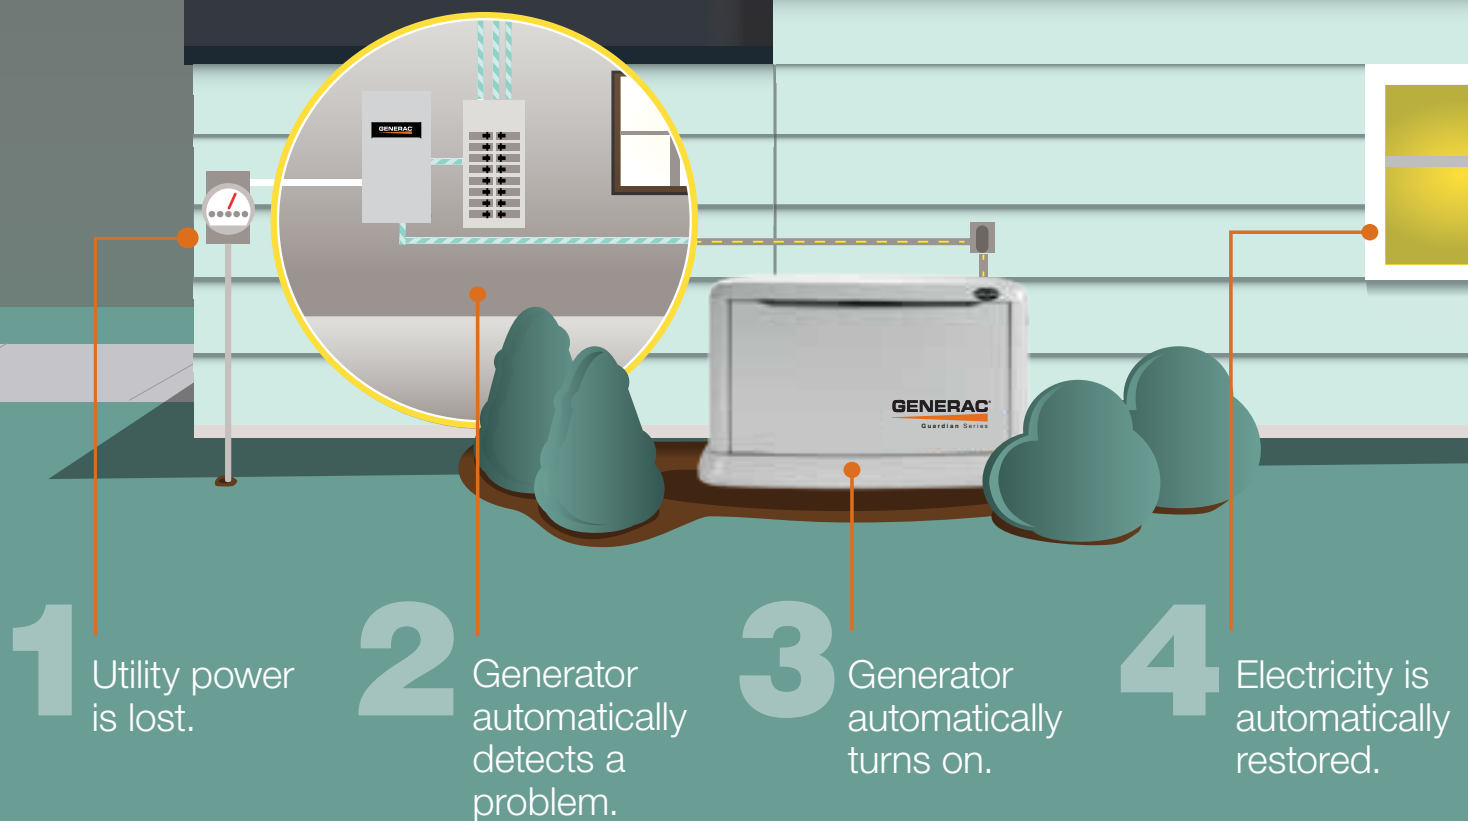 GENERAC
GENERAC
Guardian Series
1
Utility power
is lost.
2
Generator
automatically
detects a
problem.
3
Generator
automatically
turns on.
4
Electricity is
automatically
restored.